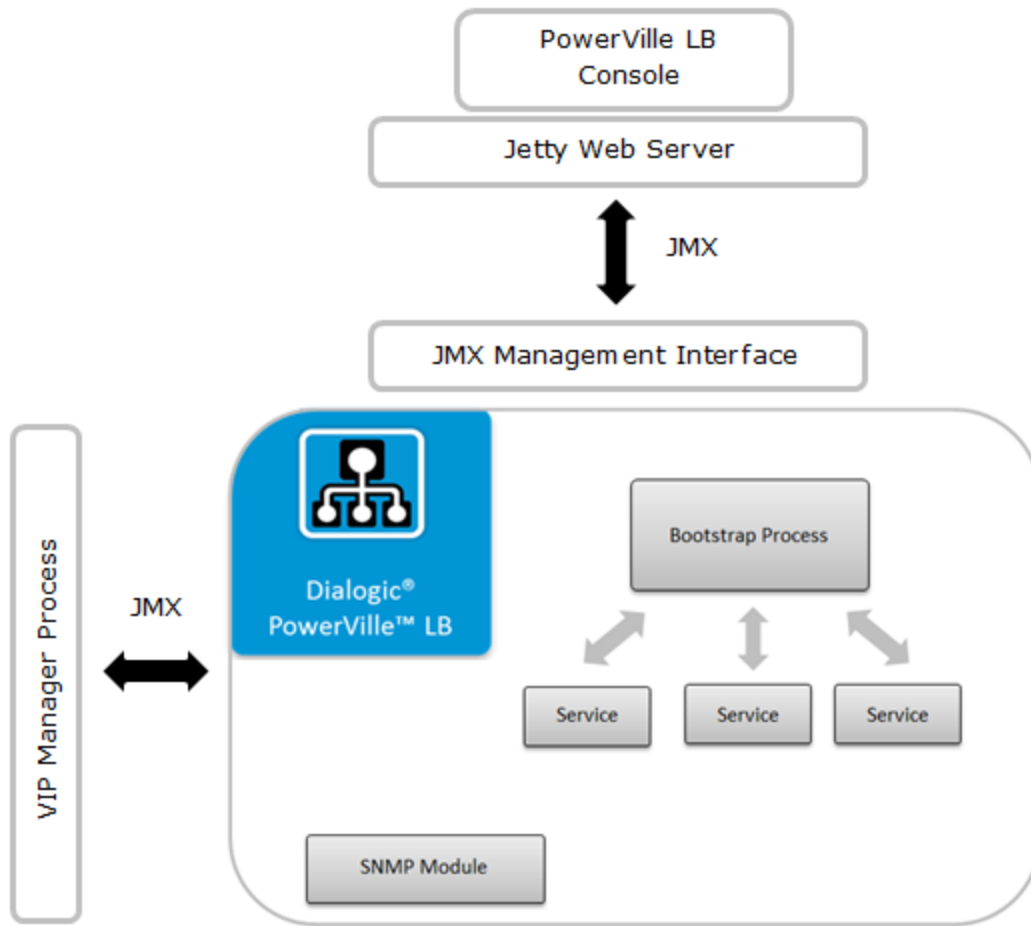 PowerVille LB
Console
Jetty Web Server
JMX
JMX Management Interface
VIP Manager Process
JMX
Dialogic®
PowerVille™ LB
Bootstrap Process
Service
Service
Service
SNMP Module